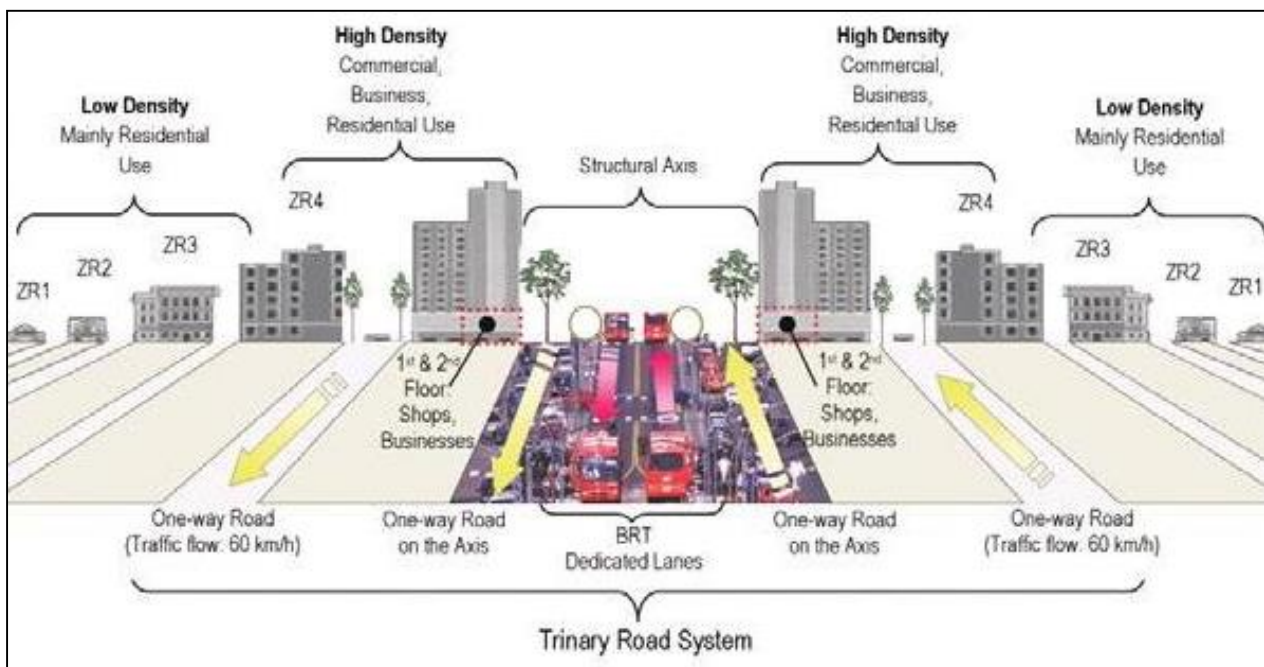 High Density
Commercial,
Business,
Residential Use
High Density
Commercial,
Business,
Residential Use
Low Density
Mainly Residential
Use
Low Density
Mainly Residential
Use
Structural Axis
ZR4
ZR4
ZR3
ZR3
ZR2
ZR2
ZR1
ZR1
1st & 2nd
Floor:
Shops,
Businesses
1st & 2nd
Floor:
Shops,
Businesses
One-way Road
(Traffic flow: 60 km/h)
One-way Road
on the Axis
BRT
Dedicated Lanes
One-way Road
on the Axis
One-way Road
(Traffic flow: 60 km/h)
Trinary Road System